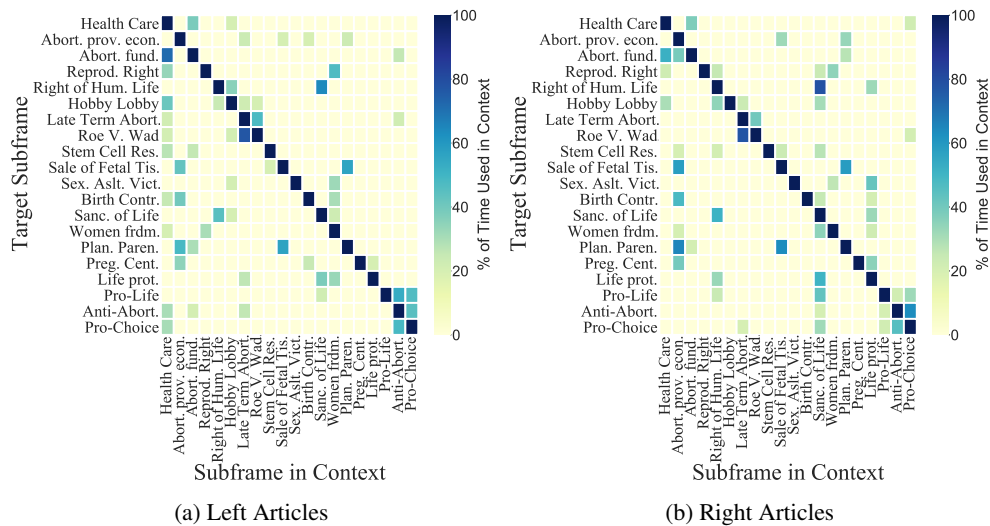 Target Subframe
Health Care
Abort. prov. econ.
Abort. fund.
Reprod. Right
Right of Hum. Life
Hobby Lobby
Late Term Abort.
Roe V. Wad
Stem Cell Res.
Sale of Fetal Tis.
Sex. Aslt. Vict.
Birth Contr.
Sanc. of Life
Women frdm.
Plan. Paren.
Preg. Cent.
Life prot.
Pro-Life
Anti-Abort.
Pro-Choice
Health Care
Abort. prov. econ.
Abort. fund.
Reprod. Right
Right of Hum. Life
Hobby Lobby
Late Term Abort.
Roe V. Wad.
Stem Cell Res.
Sale of Fetal Tis.
Sex. Aslt. Vict.
Birth Contr.
Sanc. of Life
Women frdm.
Plan. Paren.
Preg. Cent.
Life prot.
Pro-Life
Anti-Abort.
Pro-Choice
Subframe in Context
100
80
60
40
20
0
% of Time Used in Context
(a) Left Articles
Target Subframe
Health Care
Abort. prov. econ.
Abort. fund.
Reprod. Right
Right of Hum. Life
Hobby Lobby
Late Term Abort.
Roe V. Wad
Stem Cell Res.
Sale of Fetal Tis.
Sex. Aslt. Vict.
Birth Contr.
Sanc. of Life
Women frdm.
Plan. Paren.
Preg. Cent.
Life prot.
Pro-Life
Anti-Abort.
Pro-Choice
Health Care
Abort. prov. econ.
Abort. fund.
Reprod. Right
Right of Hum. Life
Hobby Lobby
Late Term Abort.
Roe V. Wad.
Stem Cell Res.
Sale of Fetal Tis.
Sex. Aslt. Vict.
Birth Contr.
Sanc. of Life
Women frdm.
Plan. Paren.
Preg. Cent.
Life prot.
Pro-Life
Anti-Abort.
Pro-Choice
Subframe in Context
100
80
60
40
20
0
% of Time Used in Context
(b) Right Articles